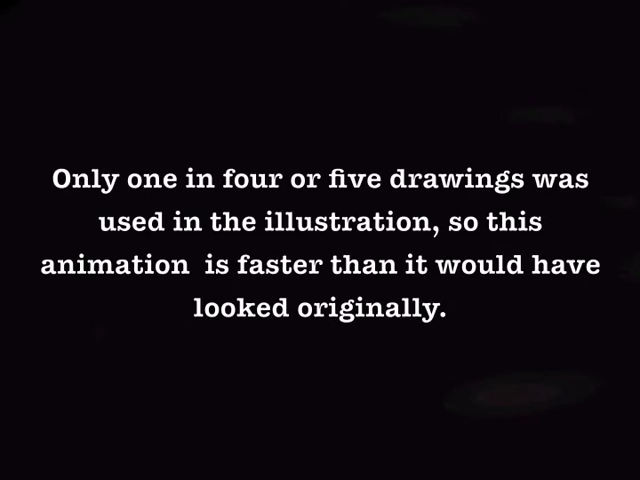 Only one in four or five drawings was
used in the illustration, so this
animation  is faster than it would have
looked originally.